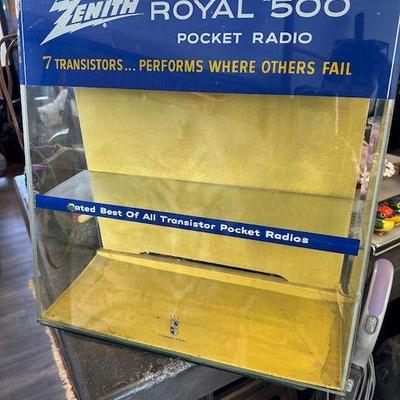 ZENITH ROYAL 500
POCKET RADIO
7 TRANSISTORS... PERFORMS WHERE OTHERS FAIL
Rated Best Of All Transistor Pocket Radios